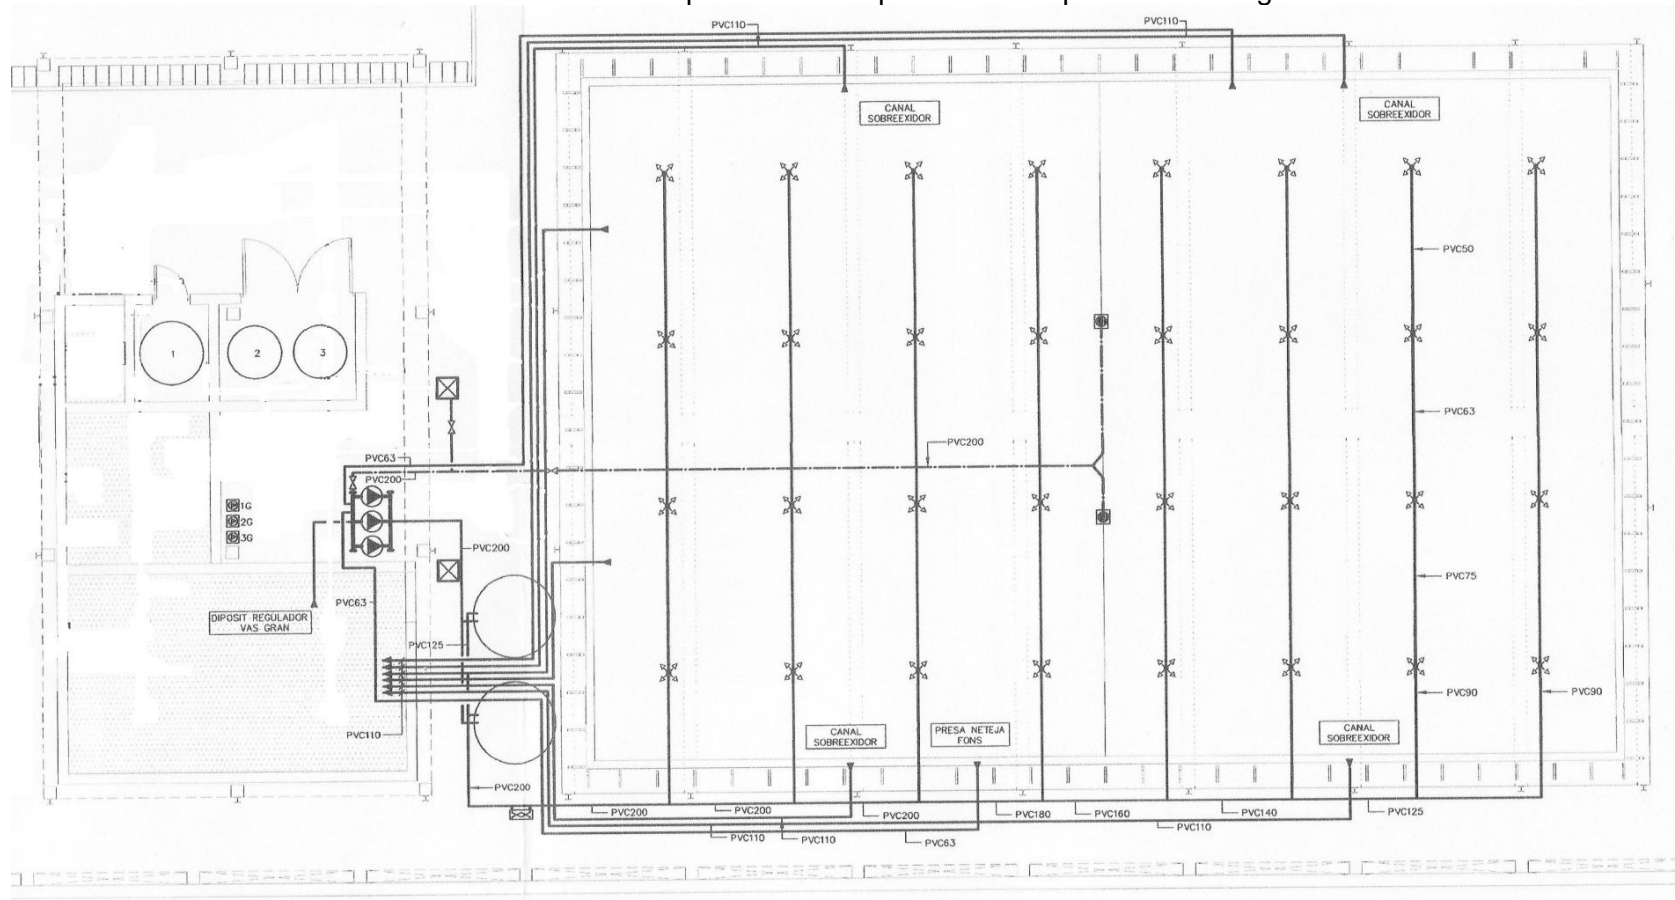 PVC110
PVC110
CANAL
SOBREEXIDOR
CANAL
SOBREEXIDOR
PVC50
1
2
3
PVC63
PVC200
PVC63
PVC200
1G
2G
3G
PVC200
PVC75
PVC63
DIPOSIT REGULADOR
VAS GRAN
PVC125
PVC90
PVC90
PVC110
CANAL
SOBREEXIDOR
PRESA NETEJA
FONS
CANAL
SOBREEXIDOR
PVC200
PVC200
PVC200
PVC200
PVC180
PVC160
PVC140
PVC125
PVC110
PVC110
PVC110
PVC63